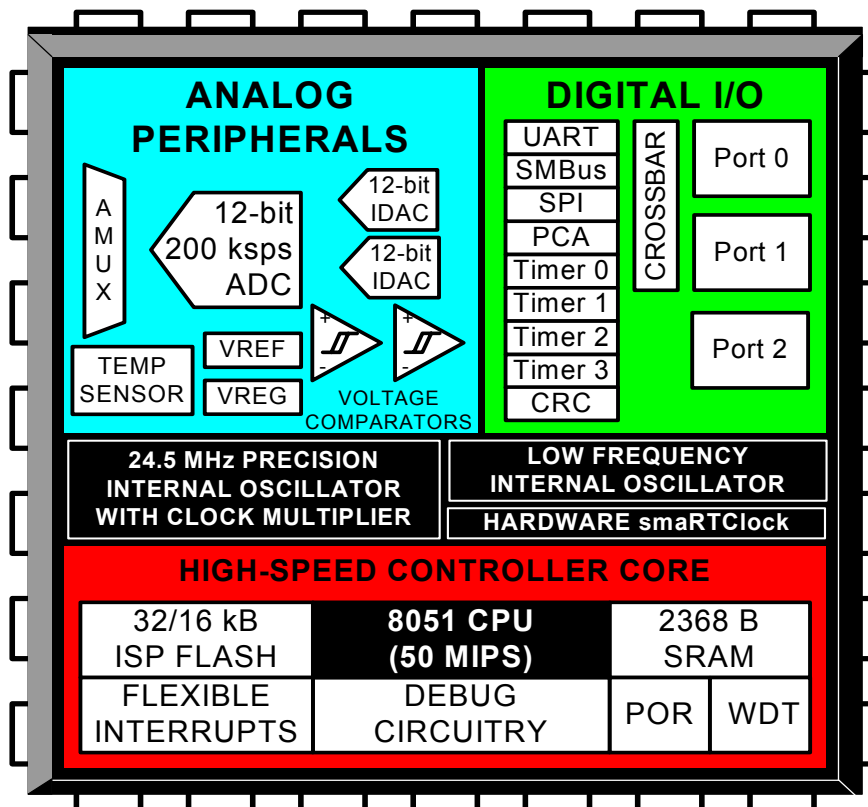 ANALOG
PERIPHERALS
A
M
U
X
12-bit
200 ksps
ADC
12-bit
IDAC
12-bit
IDAC
TEMP
SENSOR
VREF
VREG
+
-
+
-
VOLTAGE
COMPARATORS
DIGITAL I/O
UART
SMBus
SPI
PCA
Timer 0
Timer 1
Timer 2
Timer 3
CRC
CROSSBAR
Port 0
Port 1
Port 2
24.5 MHz PRECISION
INTERNAL OSCILLATOR
WITH CLOCK MULTIPLIER
LOW FREQUENCY
INTERNAL OSCILLATOR
HARDWARE smaRTClock
HIGH-SPEED CONTROLLER CORE
32/16 kB
ISP FLASH
8051 CPU
(50 MIPS)
2368 B
SRAM
FLEXIBLE
INTERRUPTS
DEBUG
CIRCUITRY
POR
WDT